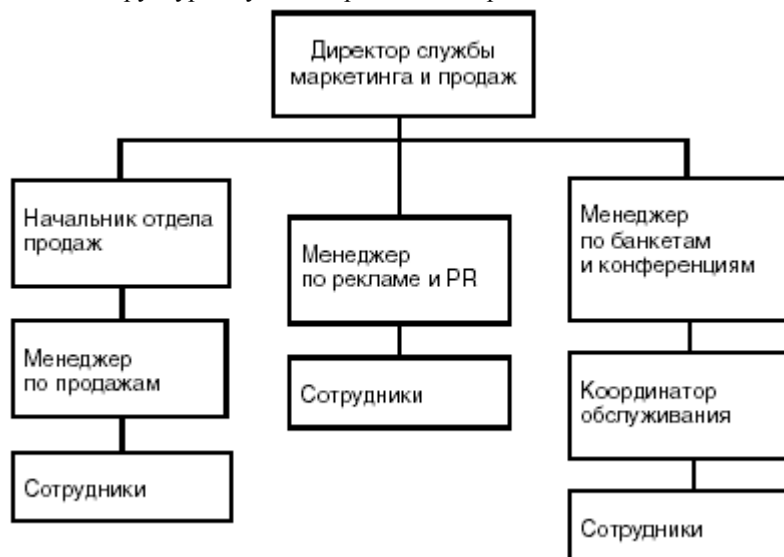 Директор службы
маркетинга и продаж
Начальник отдела
продаж
Менеджер
по продажам
Сотрудники
Менеджер
по рекламе и PR
Сотрудники
Менеджер
по банкетам
и конференциям
Координатор
обслуживания
Сотрудники